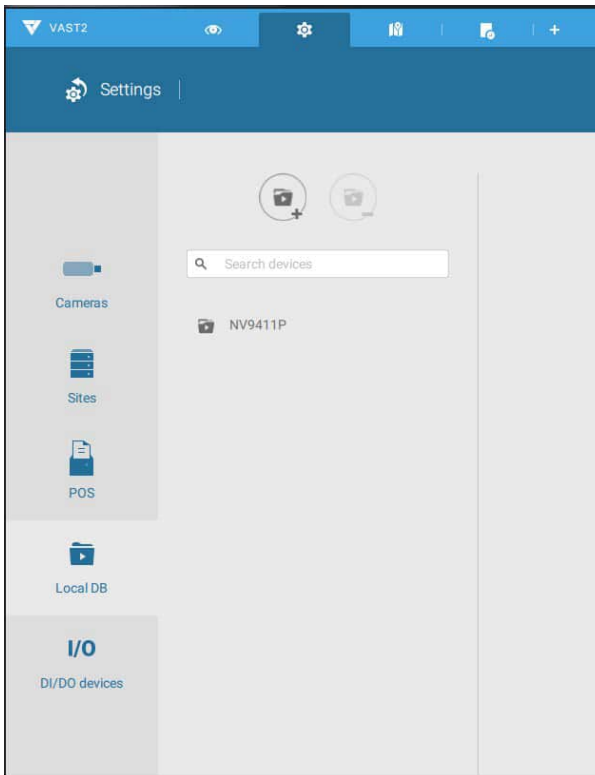 VAST2
Settings
Search devices
Cameras
NV9411P
Sites
POS
Local DB
I/O
DI/DO devices